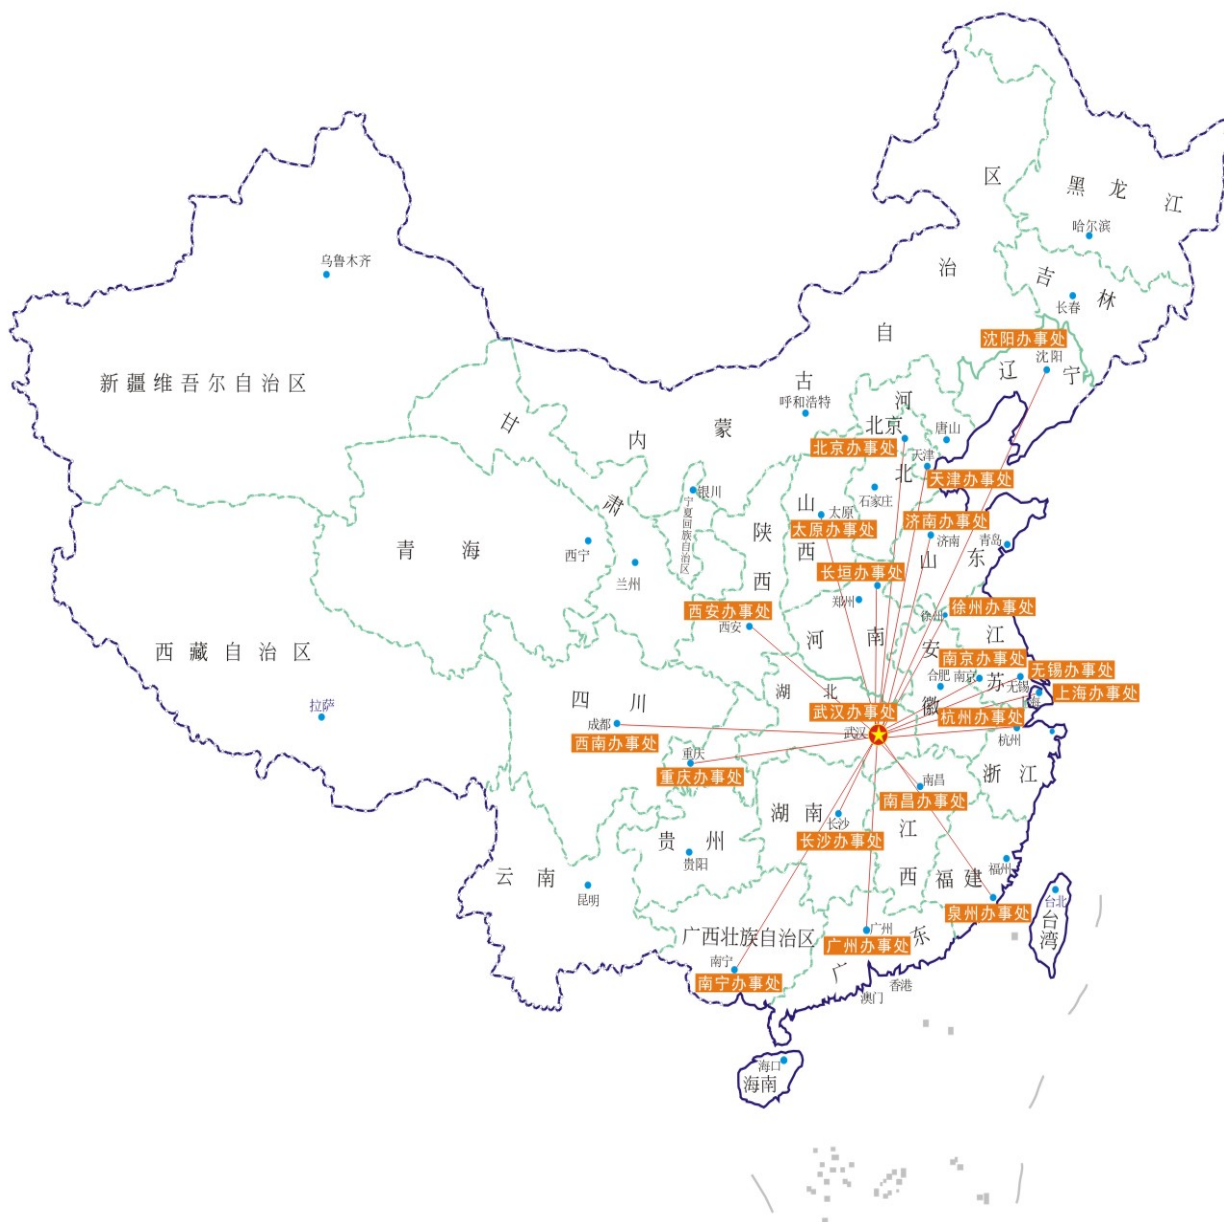 区
黑 龙 江
哈尔滨
乌鲁木齐
治
吉 林
长春
自
沈阳办事处
沈阳
辽 宁
新疆维吾尔自治区
古
呼和浩特
河
甘
内
蒙
北京
唐山
北京办事处
天津
北
天津办事处
银川
石家庄
肃
宁夏回族自治区
山
太原
太原办事处
济南办事处
陕
济南
青岛
青 海
西宁
西
山 东
兰州
西
长垣办事处
郑州
西安办事处
西安
徐州办事处
徐州
河 南
江
安
西藏自治区
南京办事处
无锡办事处
合肥
南京
苏
无锡
上海办事处
四 川
湖 北
拉萨
武汉办事处
徽
杭州办事处
成都
武汉
杭州
西南办事处
重庆
重庆办事处
南昌
浙 江
南昌办事处
湖 南
长沙
江
长沙办事处
贵 州
贵阳
福州
云 南
西
福 建
昆明
台北
泉州办事处
台湾
广西壮族自治区
广州
东
广州办事处
南宁
南宁办事处
广
香港
澳门
海口
海南